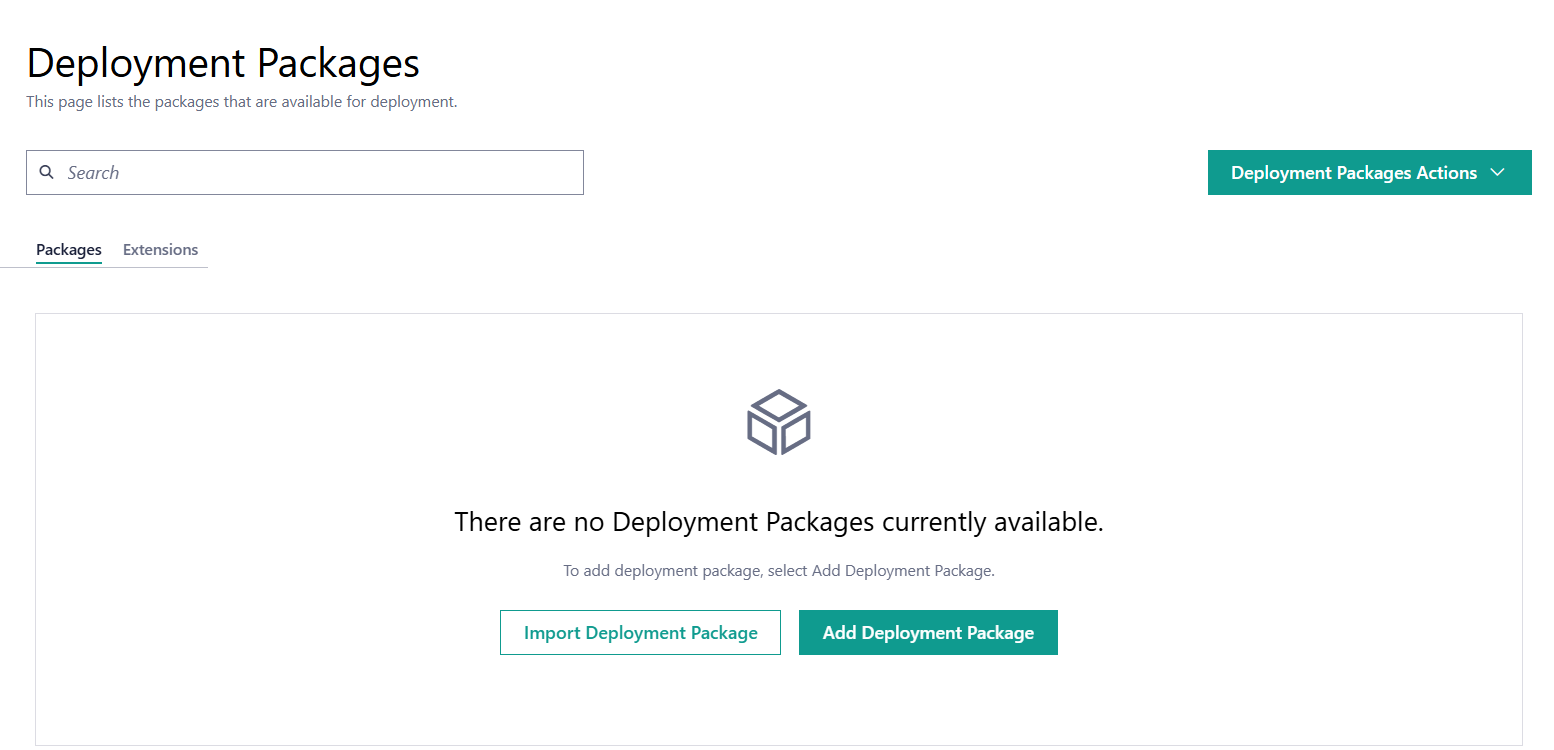 Deployment Packages
This page lists the packages that are available for deployment.
Search
Deployment Packages Actions
Packages Extensions
There are no Deployment Packages currently available.
To add deployment package, select Add Deployment Package.
Import Deployment Package
Add Deployment Package